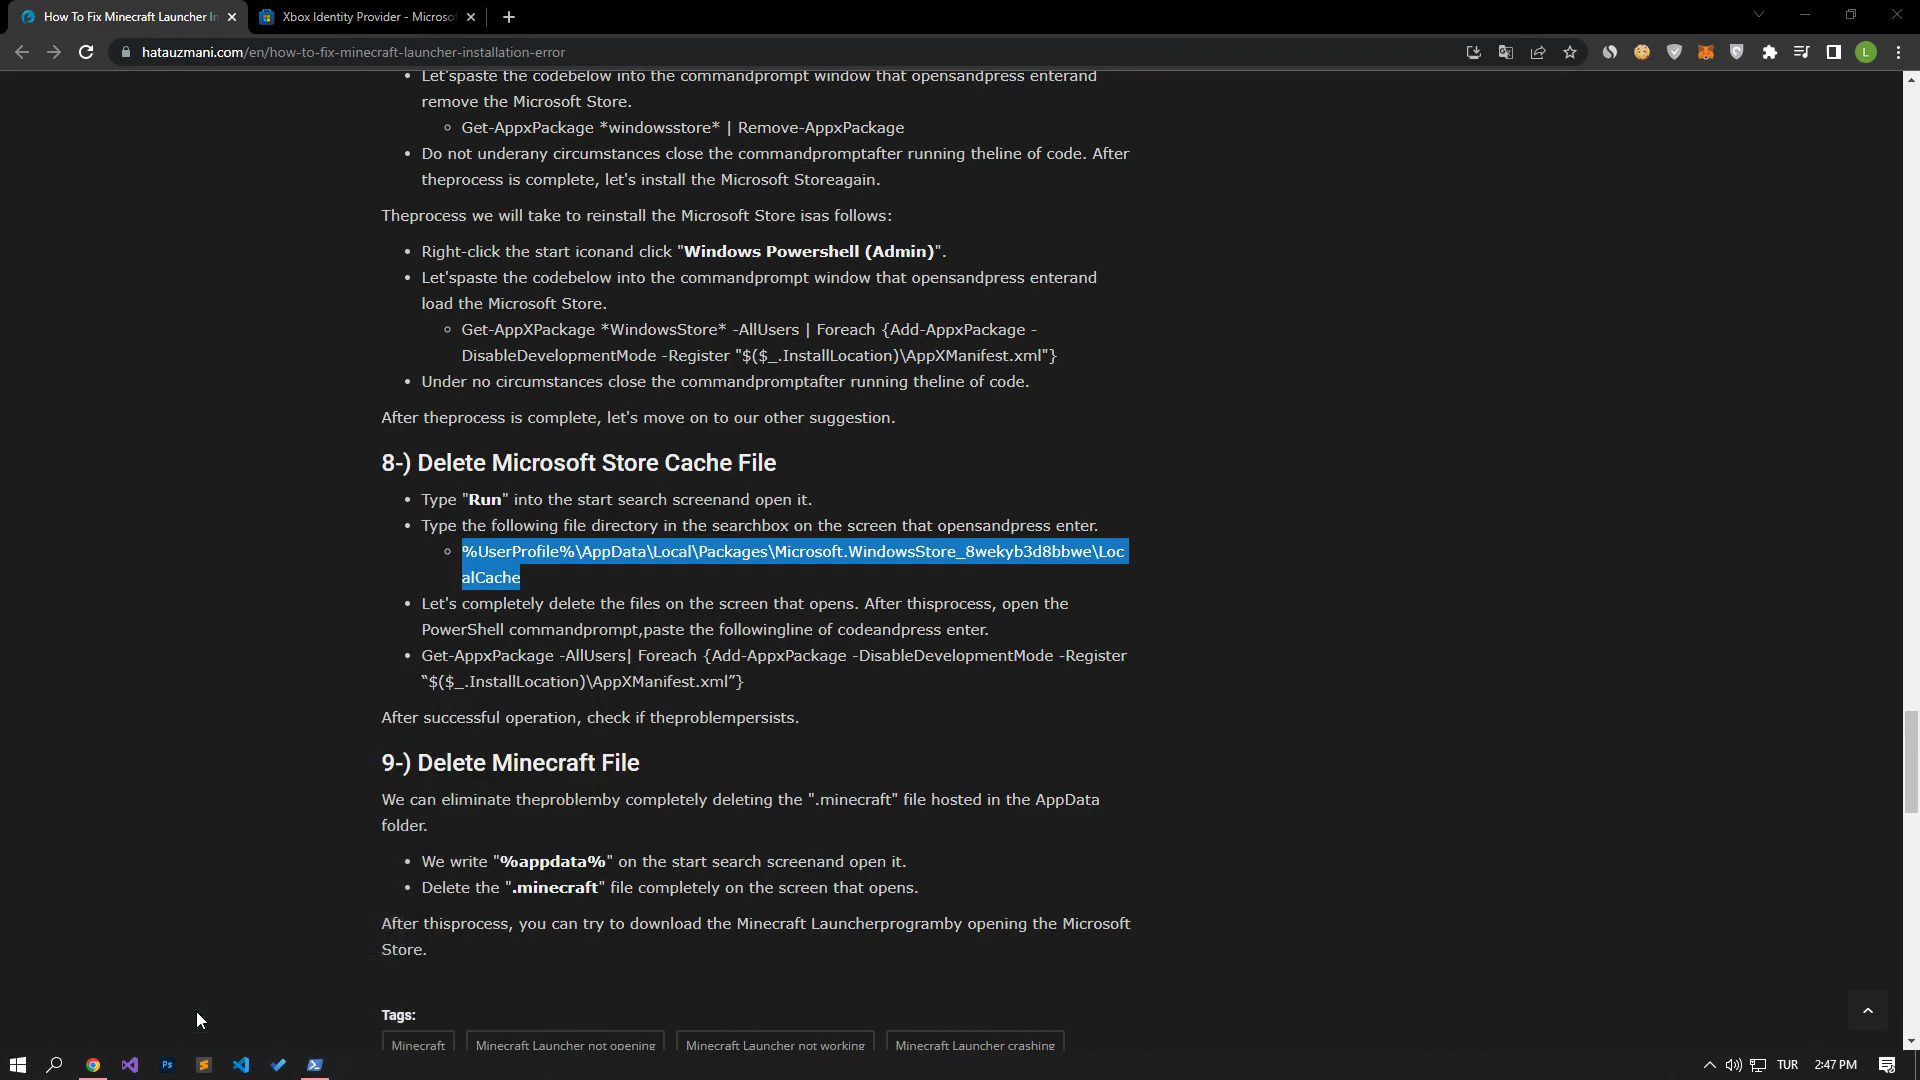 How To Fix Minecraft Launcher In
Xbox Identity Provider - Microso
hatauzmani.com/en/how-to-fix-minecraft-launcher-installation-error
L
• Let'spaste the codebelow into the commandprompt window that opensandpress enterand
remove the Microsoft Store.
Get-AppxPackage *windowsstore* | Remove-AppxPackage
• Do not underany circumstances close the commandpromptafter running theline of code. After
theprocess is complete, let's install the Microsoft Storeagain.
Theprocess we will take to reinstall the Microsoft Store isas follows:
• Right-click the start iconand click "Windows Powershell (Admin)".
• Let'spaste the codebelow into the commandprompt window that opensandpress enterand
load the Microsoft Store.
Get-AppXPackage *WindowsStore* -AllUsers | Foreach {Add-AppxPackage -
DisableDevelopmentMode -Register "$($_.InstallLocation)\AppXManifest.xml"}
• Under no circumstances close the commandpromptafter running theline of code.
After theprocess is complete, let's move on to our other suggestion.
8-) Delete Microsoft Store Cache File
• Type "Run" into the start search screenand open it.
• Type the following file directory in the searchbox on the screen that opensandpress enter.
%UserProfile%\AppData\Local\Packages\Microsoft.WindowsStore_8wekyb3d8bbwe\Loc
alCache
• Let's completely delete the files on the screen that opens. After thisprocess, open the
PowerShell commandprompt,paste the followingline of codeandpress enter.
• Get-AppxPackage -AllUsers| Foreach {Add-AppxPackage -DisableDevelopmentMode -Register
“$($_.InstallLocation)\AppXManifest.xml”}
After successful operation, check if theproblempersists.
9-) Delete Minecraft File
We can eliminate theproblemby completely deleting the ".minecraft" file hosted in the AppData
folder.
• We write "%appdata%" on the start search screenand open it.
• Delete the ".minecraft" file completely on the screen that opens.
After thisprocess, you can try to download the Minecraft Launcherprogramby opening the Microsoft
Store.
Tags:
Minecraft
Minecraft Launcher not opening
Minecraft Launcher not working
Minecraft Launcher crashing
Ps
TUR
2:47 PM